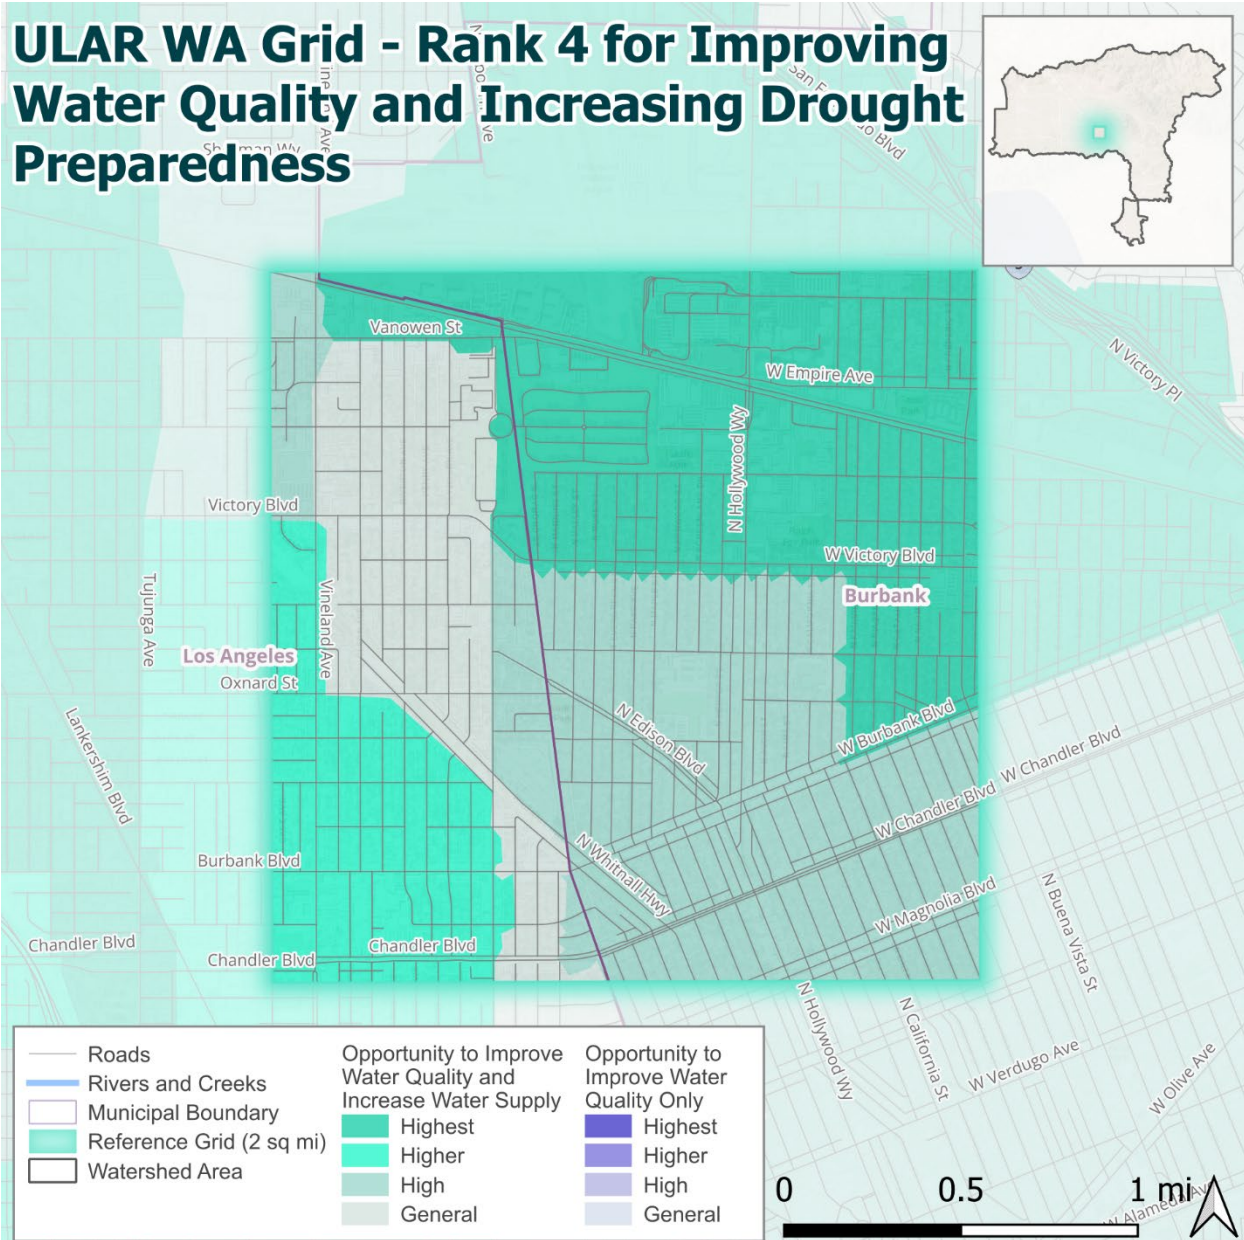 ULAR WA Grid - Rank 4 for Improving
Water Quality and Increasing Drought
Preparedness
Vanowen St
W Empire Ave
N Victory Pl
N Hollywood Wy
Victory Blvd
W Victory Blvd
Burbank
Tujunga Ave
Vineland Ave
Los Angeles
Oxnard St
N Edison Blvd
W Burbank Blvd
W Chandler Blvd
W Chandler Blvd
Lankershim Blvd
Burbank Blvd
N Whitnall Hwy
W Magnolia Blvd
N Buena Vista St
Chandler Blvd
Chandler Blvd
Chandler Blvd
N Hollywood Wy
N California St
W Verdugo Ave
W Olive Ave
W Alameda Ave
Roads
Rivers and Creeks
Municipal Boundary
Reference Grid (2 sq mi)
Watershed Area
Opportunity to Improve
Water Quality and
Increase Water Supply
Highest
Higher
High
General
Opportunity to
Improve Water
Quality Only
Highest
Higher
High
General
0 0.5 1 mi